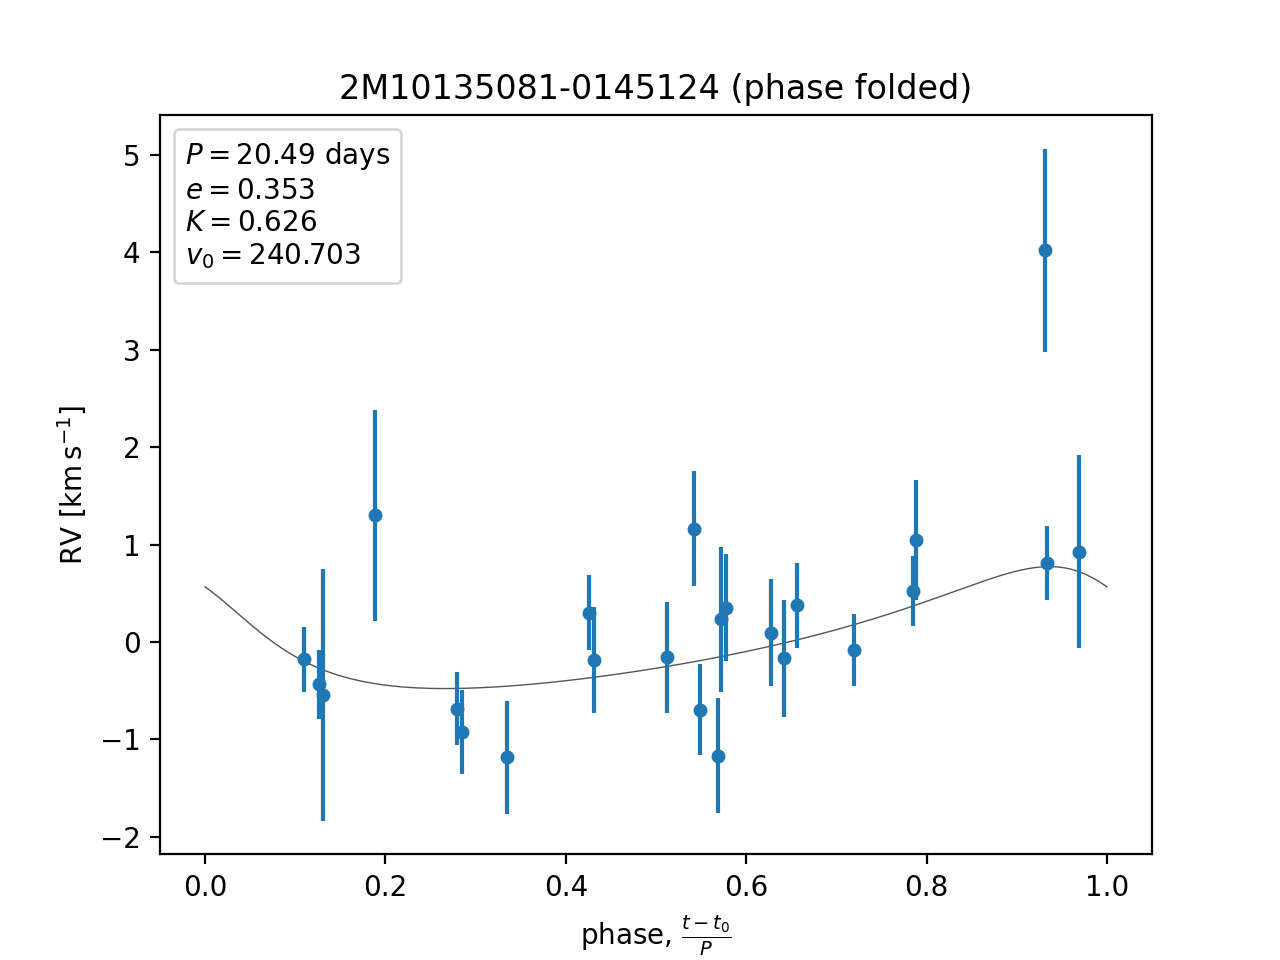 2M10135081-0145124 (phase folded)
P = 20.49 days
e = 0.353
K = 0.626
v₀ = 240.703
5
4
3
2
1
0
−1
−2
RV [km s⁻¹]
0.0 0.2 0.4 0.6 0.8 1.0
phase, (t − t₀)/P